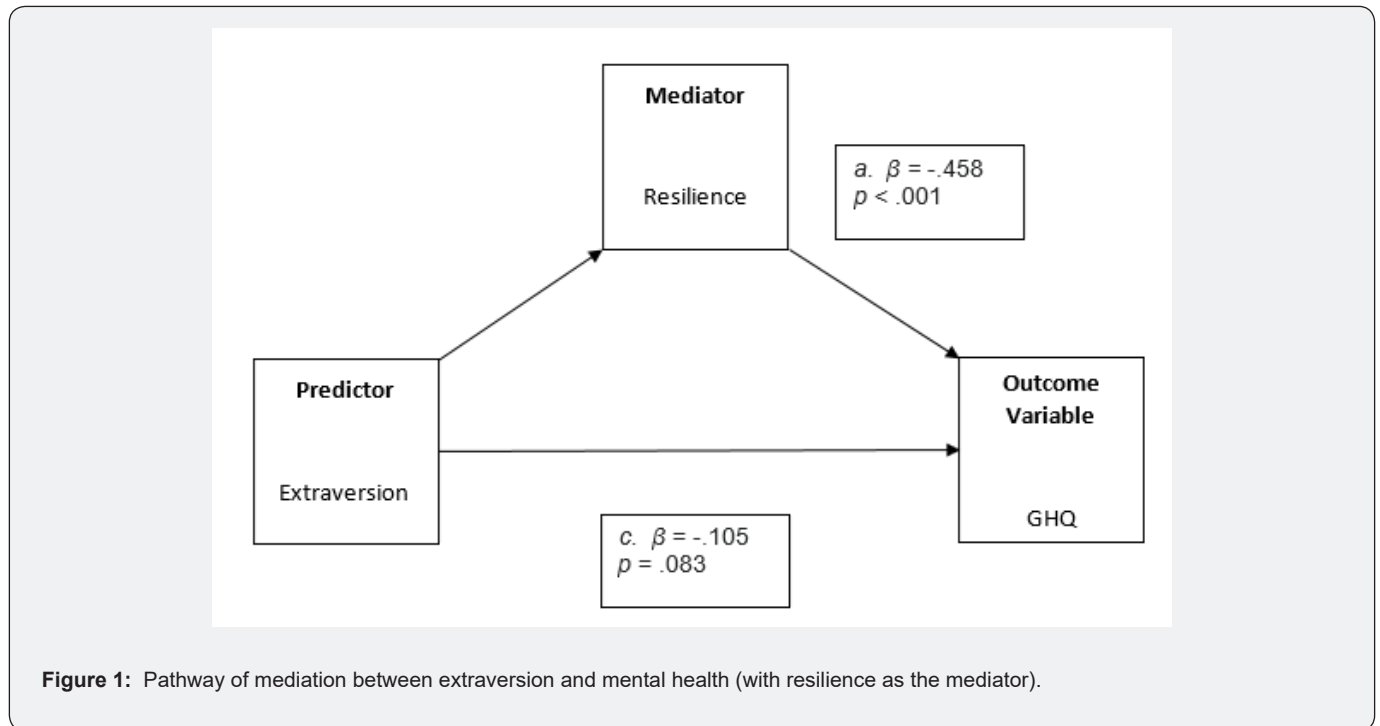 Mediator
Resilience
a. β = -.458
p < .001
Predictor
Extraversion
Outcome
Variable
GHQ
c. β = -.105
p = .083
Figure 1: Pathway of mediation between extraversion and mental health (with resilience as the mediator).